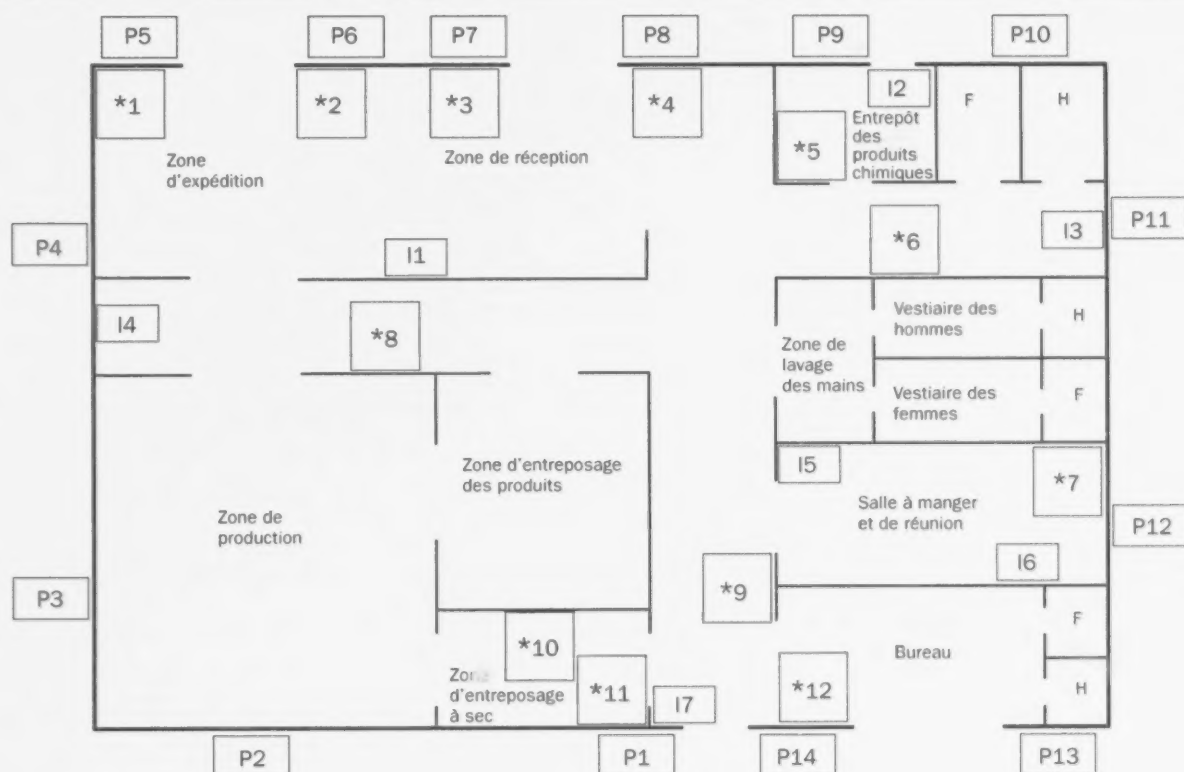 P5
P6
P7
P8
P9
P10
*1
*2
*3
*4
*5
I2
F
H
Entrepôt
des
produits
chimiques
Zone
d'expédition
Zone de réception
P4
I1
*6
I3
P11
I4
*8
Zone de
lavage
des mains
Vestiaire des
hommes
H
Vestiaire des
femmes
F
Zone d'entreposage
des produits
I5
*7
Salle à manger
et de réunion
Zone de
production
P12
P3
I6
*9
*10
F
Bureau
Zone
d'entreposage
à sec
*11
I7
*12
H
P2
P1
P14
P13